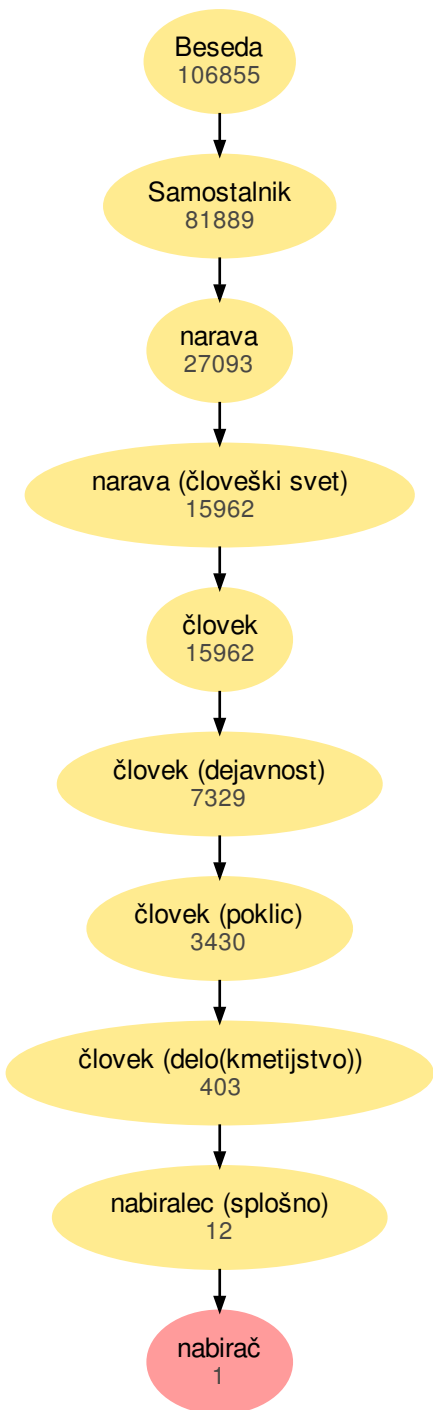 Beseda
106855
Samostalnik
81889
narava
27093
narava (človeški svet)
15962
človek
15962
človek (dejavnost)
7329
človek (poklic)
3430
človek (delo(kmetijstvo))
403
nabiralec (splošno)
12
nabirač
1